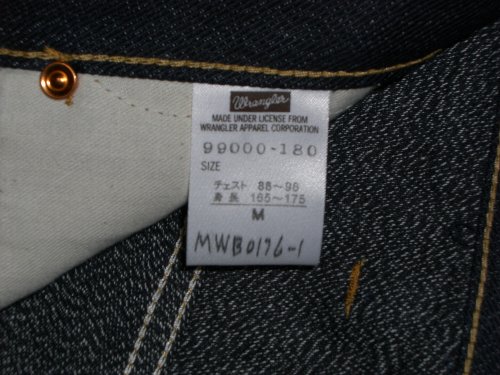 Wrangler
MADE UNDER LICENSE FROM
WRANGLER APPAREL CORPORATION
99000-180
SIZE
チェスト 88~96
身長 165~175
M
MWB0176-1